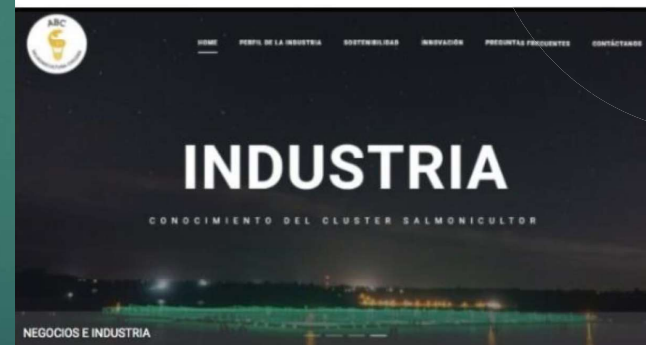 ABC
HOME PERFIL DE LA INDUSTRIA SOSTENIBILIDAD INNOVACIÓN PREGUNTAS FRECUENTES CONTÁCTANOS
INDUSTRIA
CONOCIMIENTO DEL CLUSTER SALMONICULTOR
NEGOCIOS E INDUSTRIA